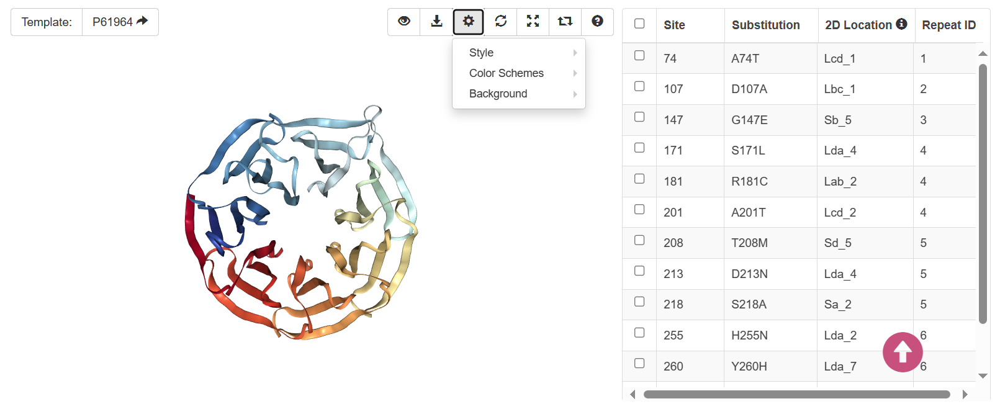 Template: P61964
Style
Color Schemes
Background
Site Substitution 2D Location Repeat ID
74 A74T Lcd_1 1
107 D107A Lbc_1 2
147 G147E Sb_5 3
171 S171L Lda_4 4
181 R181C Lab_2 4
201 A201T Lcd_2 4
208 T208M Sd_5 5
213 D213N Lda_4 5
218 S218A Sa_2 5
255 H255N Lda_2 6
260 Y260H Lda_7 6